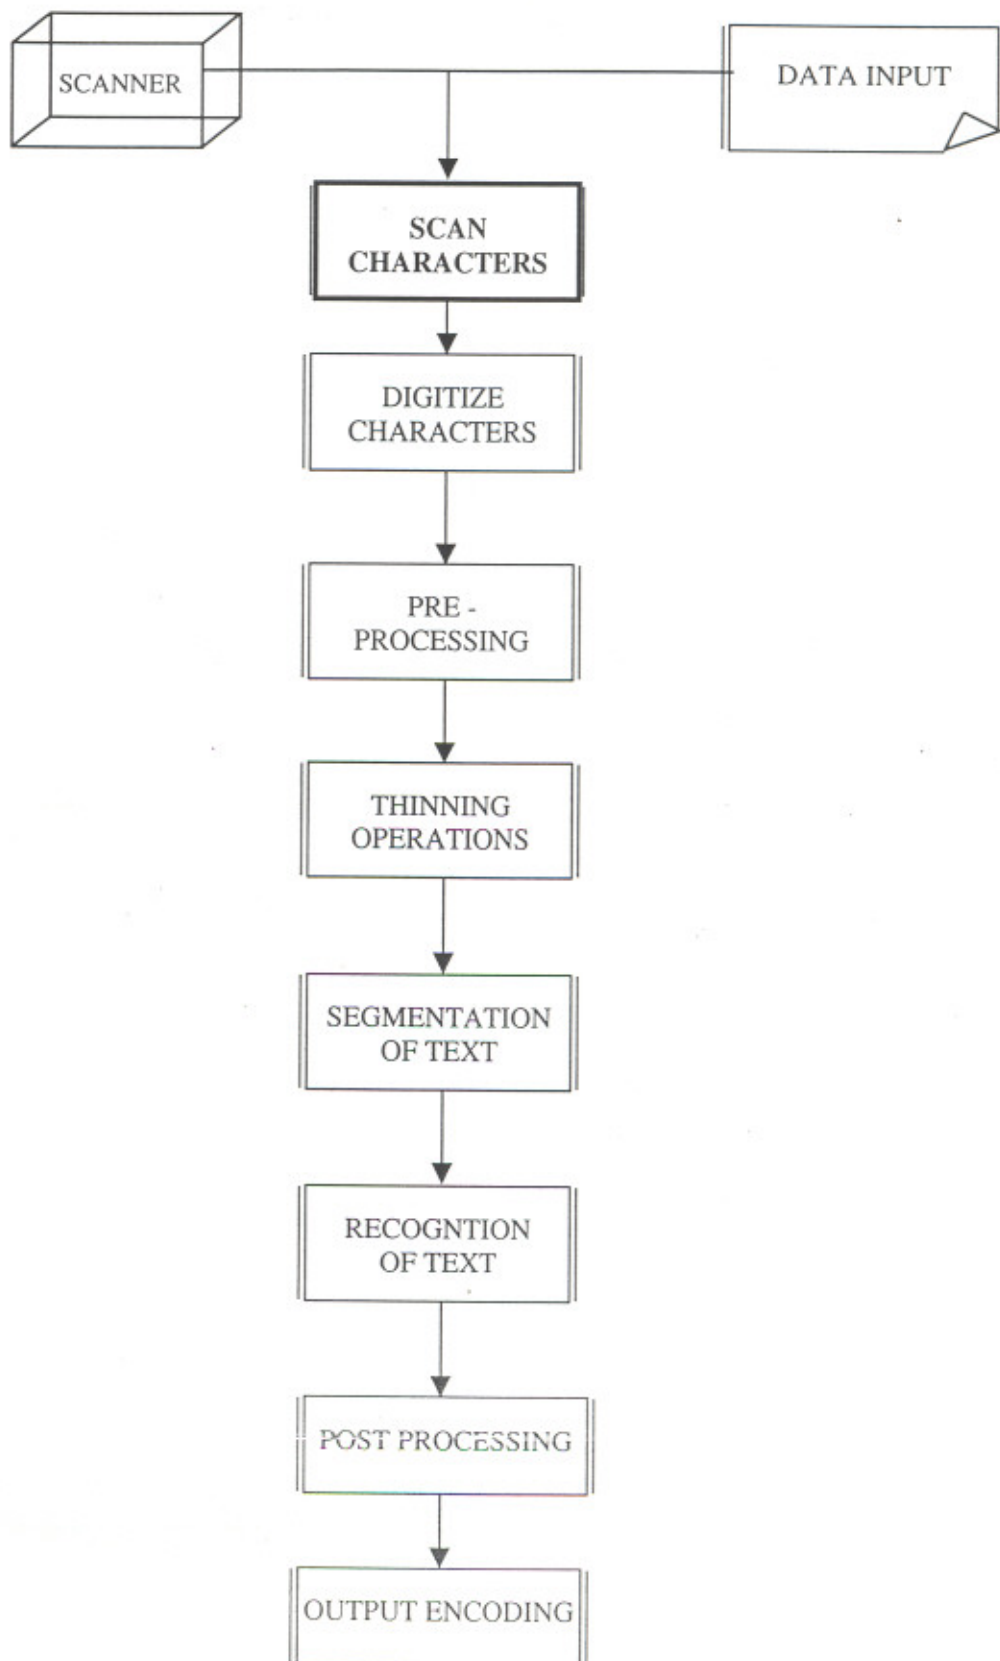 SCANNER
DATA INPUT
SCAN
CHARACTERS
DIGITIZE
CHARACTERS
PRE -
PROCESSING
THINNING
OPERATIONS
SEGMENTATION
OF TEXT
RECOGNTION
OF TEXT
POST PROCESSING
OUTPUT ENCODING